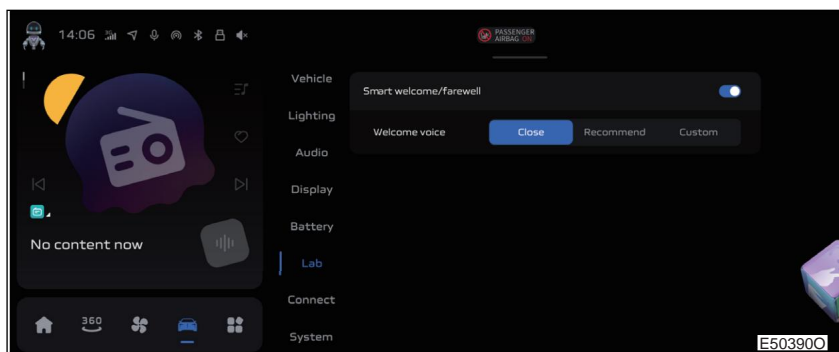 14:06
PASSENGER
AIRBAG ON
Vehicle
Lighting
Audio
Display
Battery
Lab
Connect
System
Smart welcome/farewell
Welcome voice
Close
Recommend
Custom
No content now
360
E50390O